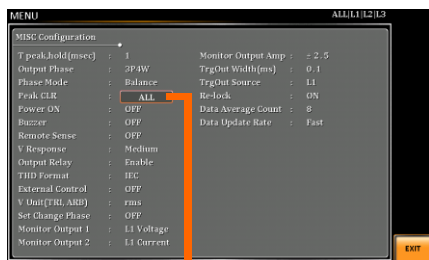 MENU ALL|L1|L2|L3
MISC Configuration
T peak,hold(msec) : 1 Monitor Output Amp : ± 2.5
Output Phase : 3P4W TrgOut Width(ms) : 0.1
Phase Mode : Balance TrgOut Source : L1
Peak CLR : ALL Re-lock : ON
Power ON : OFF Data Average Count : 8
Buzzer : OFF Data Update Rate : Fast
Remote Sense : OFF
V Response : Medium
Output Relay : Enable
THD Format : IEC
External Control : OFF
V Unit(TRI, ARB) : rms
Set Change Phase : OFF
Monitor Output 1 : L1 Voltage
Monitor Output 2 : L1 Current
EXIT